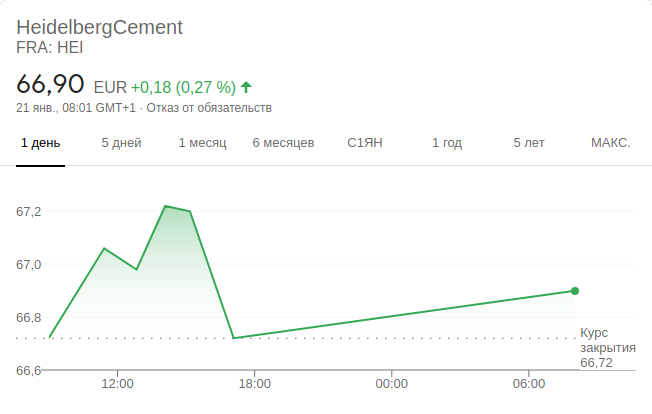 HeidelbergCement
FRA: HEI
66,90 EUR +0,18 (0,27 %)
21 янв., 08:01 GMT+1 · Отказ от обязательств
1 день 5 дней 1 месяц 6 месяцев С1ЯН 1 год 5 лет МАКС.
67,2
67,0
66,8
66,6
Курс
закрытия
66,72
12:00 18:00 00:00 06:00